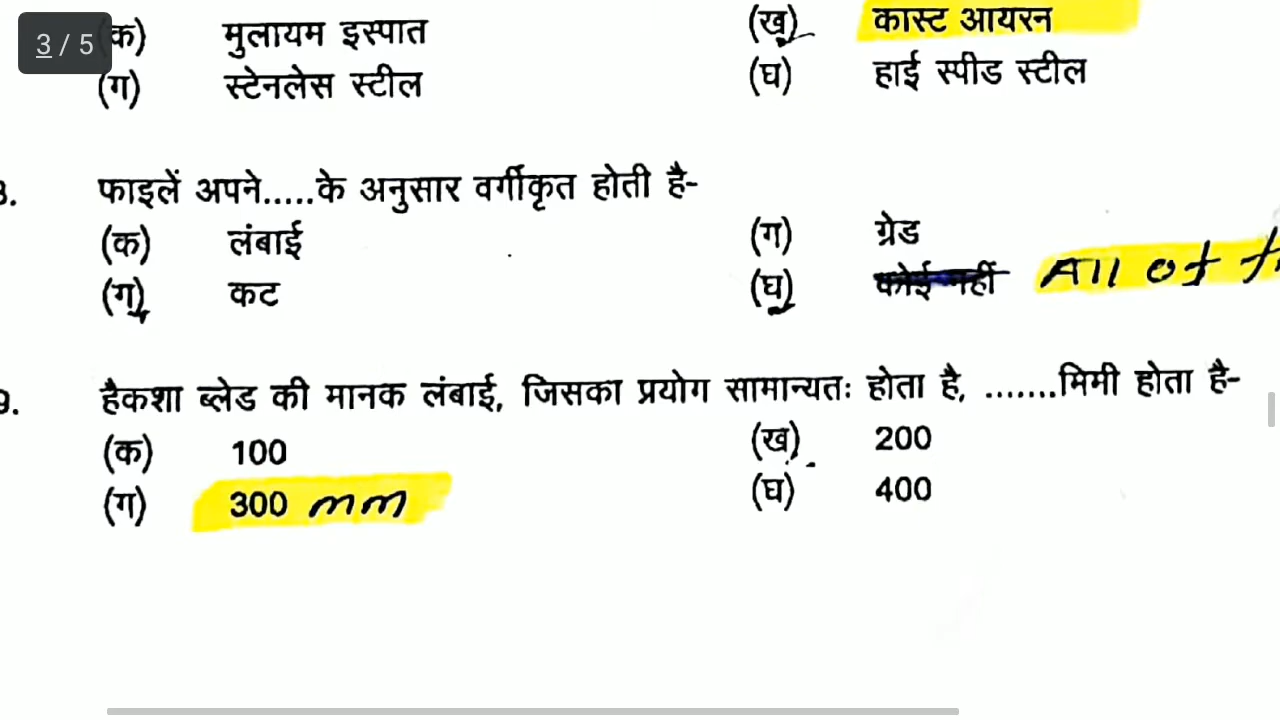 3 / 5
क) मुलायम इस्पात (ख) कास्ट आयरन
(ग) स्टेनलेस स्टील (घ) हाई स्पीड स्टील
8. फाइलें अपने.....के अनुसार वर्गीकृत होती है-
(क) लंबाई (ग) ग्रेड
(ग) कट (घ) कोई नहीं All of
9. हैकशा ब्लेड की मानक लंबाई, जिसका प्रयोग सामान्यतः होता है, .......मिमी होता है-
(क) 100 (ख) 200
(ग) 300 mm (घ) 400